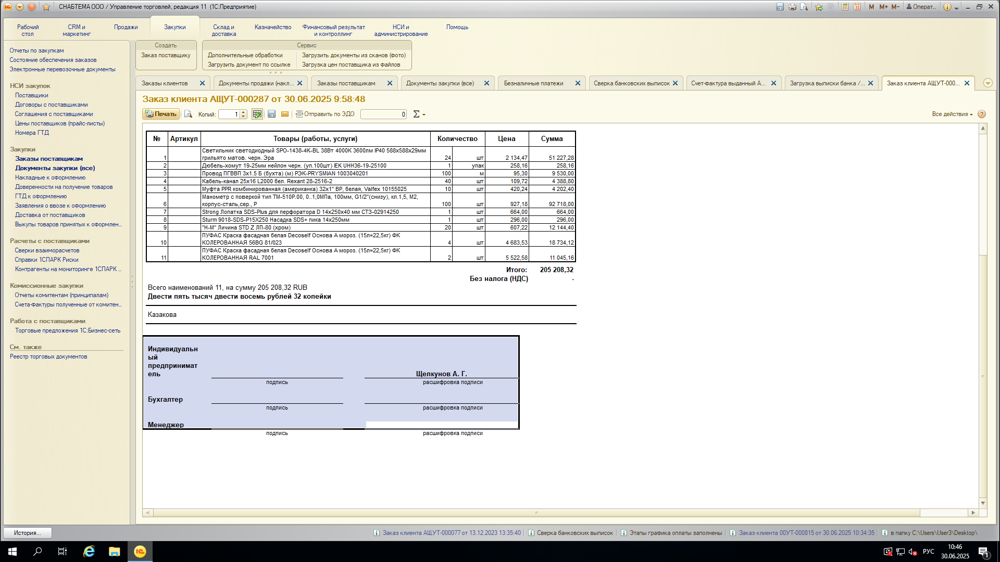 СНАБТЕМА ООО / Управление торговлей, редакция 11 (1С:Предприятие)
M M+ M- Операт...
Рабочий стол
CRM и маркетинг
Продажи
Закупки
Склад и доставка
Казначейство
Финансовый результат и контроллинг
НСИ и администрирование
Помощь
Отчеты по закупкам
Состояние обеспечения заказов
Электронные перевозочные документы
НСИ закупок
Поставщики
Договоры с поставщиками
Соглашения с поставщиками
Цены поставщиков (прайс-листы)
Номера ГТД
Закупки
Заказы поставщикам
Документы закупки (все)
Накладные к оформлению
Доверенности на получение товаров
ГТД к оформлению
Заявления о ввозе к оформлению
Доставка от поставщиков
Выкупы товаров принятых к оформлен...
Расчеты с поставщиками
Сверки взаиморасчетов
Справки 1СПАРК Риски
Контрагенты на мониторинге 1СПАРК ...
Комиссионные закупки
Отчеты комитентам (принципалам)
Счета-фактуры полученные от комитен...
Работа с поставщиками
Торговые предложения 1С:Бизнес-сеть
См. также
Реестр торговых документов
Создать
Заказ поставщику
Сервис
Дополнительные обработки
Загрузить документы из сканов (фото)
Загрузить документ по ссылке
Загрузка цен поставщика из файлов
Заказы клиентов
Документы продажи (накл...
Заказы поставщикам
Документы закупки (все)
Безналичные платежи
Сверка банковских выписок
Счет-фактура выданный А...
Загрузка выписки банка /...
Заказ клиента АЩУТ-000...
Заказ клиента АЩУТ-000287 от 30.06.2025 9:58:48
Печать Копий: 1 Отправить по ЭДО 0 Σ Все действия
№ Артикул Товары (работы, услуги) Количество Цена Сумма
1 Светильник светодиодный SPO-1438-4K-BL 38Вт 4000К 3600лм IP40 588х588х29мм грильято матов. черн. Эра 24 шт 2 134,47 51 227,28
2 Дюбель-хомут 19-25мм нейлон черн. (уп.100шт) IEK UHH36-19-25100 1 упак 258,16 258,16
3 Провод ПГВВП 3х1.5 Б (бухта) (м) РЭК-PRYSMIAN 1003040201 100 м 95,30 9 530,00
4 Кабель-канал 25х16 L2000 бел. Rexant 28-2516-2 40 шт 109,72 4 388,80
5 Муфта PPR комбинированная (американка) 32х1" ВР, белая, Valfex 10155025 10 шт 420,24 4 202,40
6 Манометр с поверкой тип ТМ-510Р.00, 0..1,0МПа, 100мм, G1/2"(снизу), кл.1,5, М2, корпус-сталь,сер., Р 100 шт 927,18 92 718,00
7 Strong Лопатка SDS-Plus для перфоратора D 14х250х40 мм СТЗ-02914250 1 шт 664,00 664,00
8 Sturm 9018-SDS-P15X250 Насадка SDS+ пика 14х250мм 1 шт 296,00 296,00
9 "Н-М" Личина STD Z ЛП-80 (хром) 20 шт 607,22 12 144,40
10 ПУФАС Краска фасадная белая Decoself Основа А мороз. (15л=22,5кг) ФК КОЛЕРОВАННАЯ 56BG 81/023 4 шт 4 683,53 18 734,12
11 ПУФАС Краска фасадная белая Decoself Основа А мороз. (15л=22,5кг) ФК КОЛЕРОВАННАЯ RAL 7001 2 шт 5 522,58 11 045,16
Итого: 205 208,32
Без налога (НДС) -
Всего наименований 11, на сумму 205 208,32 RUB
Двести пять тысяч двести восемь рублей 32 копейки
Казакова
Индивидуальн
ый
предпринимат
ель Щелкунов А. Г.
подпись расшифровка подписи
Бухгалтер
подпись расшифровка подписи
Менеджер
подпись расшифровка подписи
История...
Заказ клиента АЩУТ-000077 от 13.12.2023 13:35:40
Сверка банковских выписок
Этапы графика оплаты заполнены
Заказ клиента 00УТ-000815 от 30.06.2025 10:34:35
в папку C:\Users\User3\Desktop\
РУС
10:46
30.06.2025
1